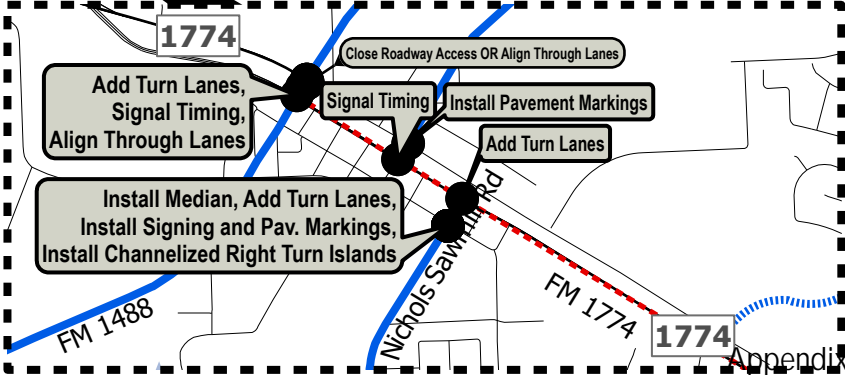 1774
Close Roadway Access OR Align Through Lanes
Add Turn Lanes,
Signal Timing,
Align Through Lanes
Signal Timing
Install Pavement Markings
Add Turn Lanes
Install Median, Add Turn Lanes,
Install Signing and Pav. Markings,
Install Channelized Right Turn Islands
Nichols Sawmill Rd
FM 1488
FM 1774
1774
Appendix